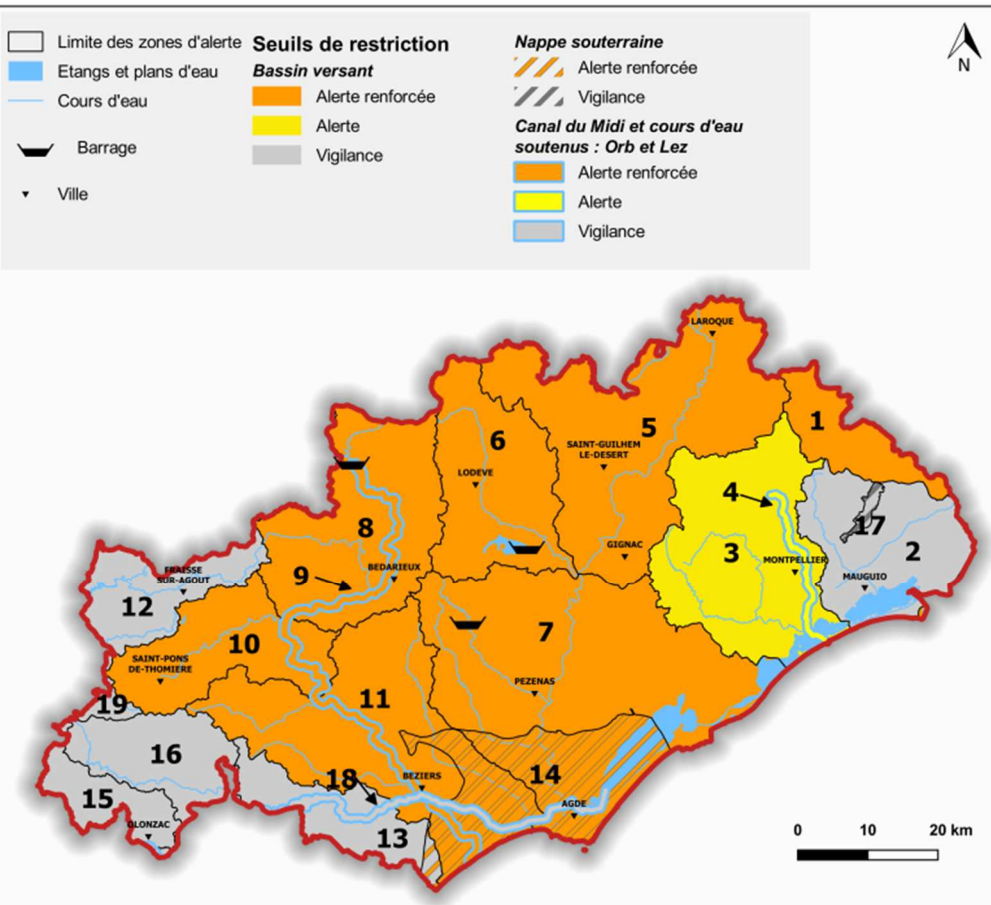 Limite des zones d'alerte
Etangs et plans d'eau
Cours d'eau
Barrage
Ville
Seuils de restriction
Bassin versant
Alerte renforcée
Alerte
Vigilance
Nappe souterraine
Alerte renforcée
Vigilance
Canal du Midi et cours d'eau
soutenus : Orb et Lez
Alerte renforcée
Alerte
Vigilance
N
LAROQUE
1
5
6
SAINT-GUILHEM
LE-DESERT
LODEVE
4
17
8
2
3
GIGNAC
MONTPELLIER
BEDARIEUX
9
FRAISSE
SUR-AGOUT
MAUGUIO
12
7
10
SAINT-PONS
DE-THOMIERE
PEZENAS
11
19
16
14
18
BEZIERS
15
AGDE
OLONZAC
13
0 10 20 km